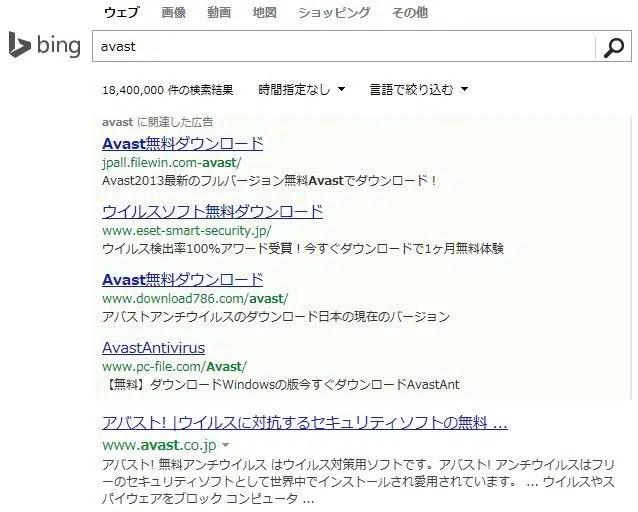 ウェブ 画像 動画 地図 ショッピング その他
bing avast
18,400,000 件の検索結果 時間指定なし 言語で絞り込む
avast に関連した広告
Avast無料ダウンロード
jpall.filewin.com-avast/
Avast2013最新のフルバージョン無料Avastでダウンロード！
ウイルスソフト無料ダウンロード
www.eset-smart-security.jp/
ウイルス検出率100%アワード受賞！今すぐダウンロードで1ヶ月無料体験
Avast無料ダウンロード
www.download786.com/avast/
アバストアンチウイルスのダウンロード日本の現在のバージョン
AvastAntivirus
www.pc-file.com/Avast/
【無料】ダウンロードWindowsの版今すぐダウンロードAvastAnt
アバスト! |ウイルスに対抗するセキュリティソフトの無料 ...
www.avast.co.jp
アバスト! 無料アンチウイルス はウイルス対策用ソフトです。アバスト! アンチウイルスはフリ
ーのセキュリティソフトとして世界中でインストールされ愛用されています。 ... ウイルスやス
パイウェアをブロック コンピュータ ...